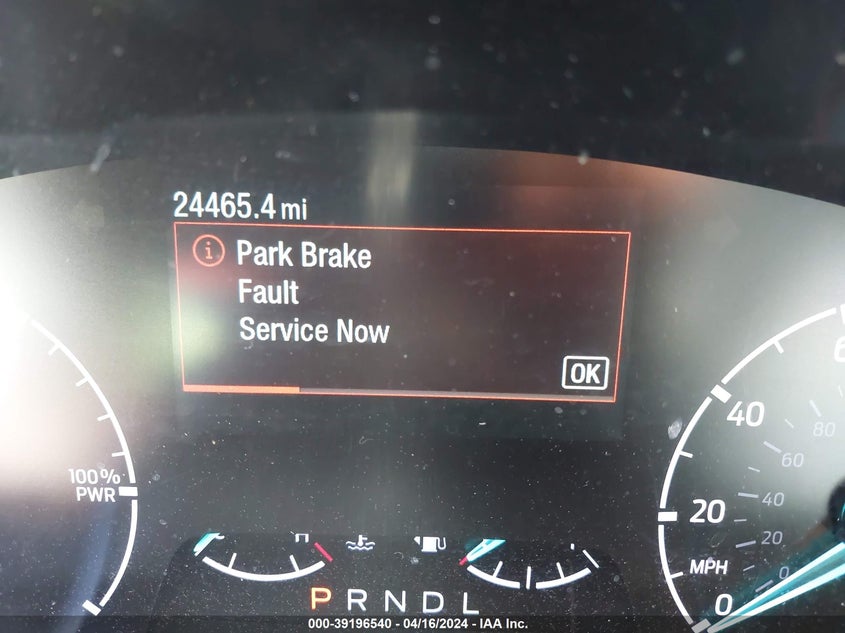 24465.4 mi
Park Brake
Fault
Service Now
OK
100%
PWR
40
20
MPH
0
80
60
40
20
0
H
P R N D L
000-39196540 - 04/16/2024 - IAA Inc.